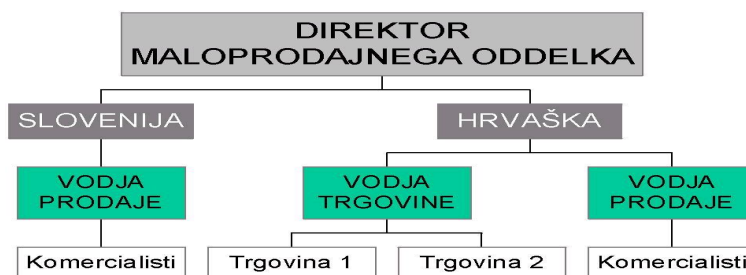 DIREKTOR
MALOPRODAJNEGA ODDELKA
SLOVENIJA
HRVAŠKA
VODJA
PRODAJE
VODJA
TRGOVINE
VODJA
PRODAJE
Komercialisti
Trgovina 1
Trgovina 2
Komercialisti